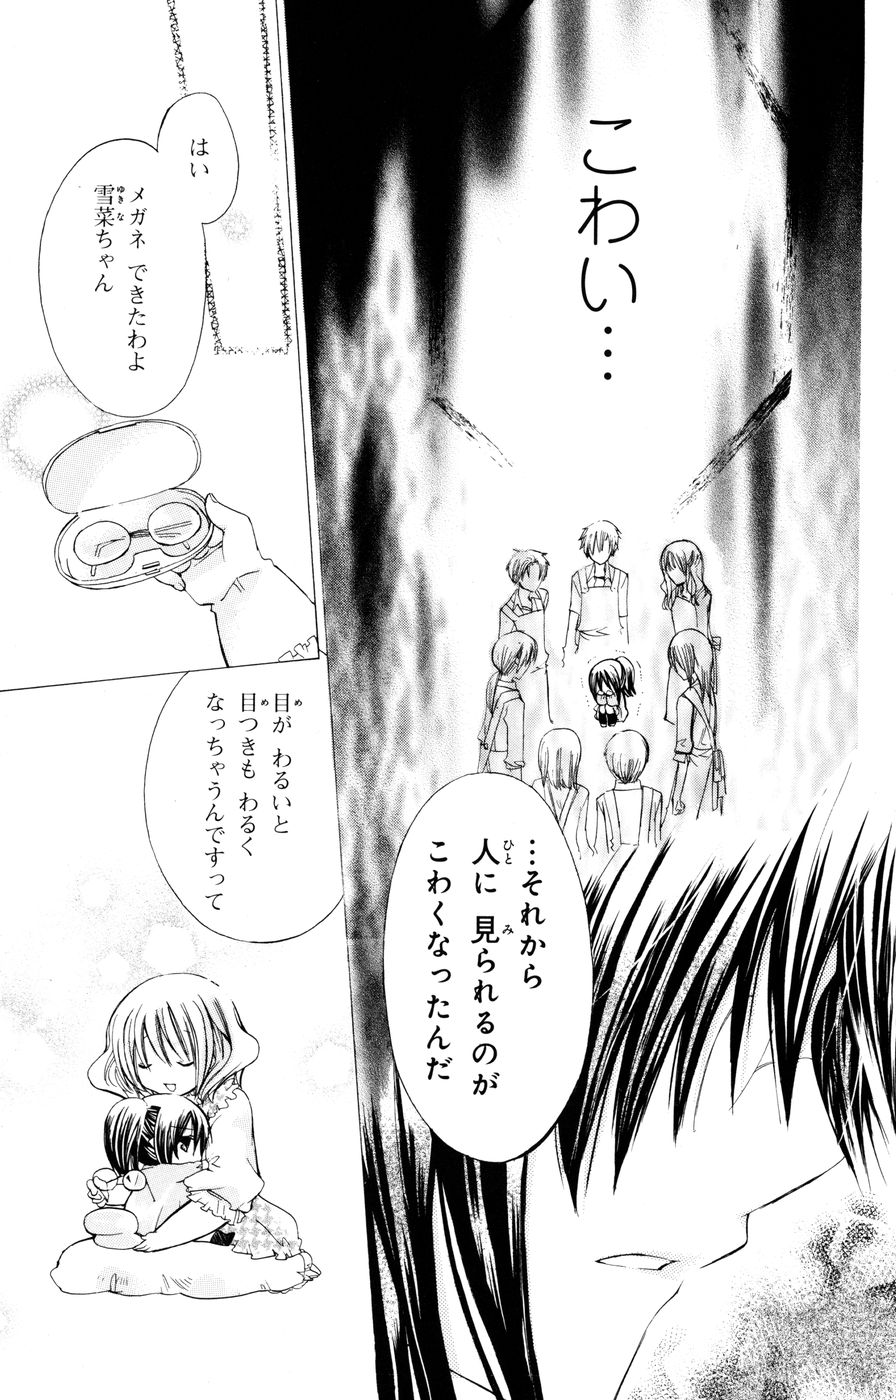 こわい…
…それから
人に 見られるのが
こわくなったんだ
はい
メガネ できたわよ
雪菜ちゃん
目が わるいと
目つきも わるく
なっちゃうんですって